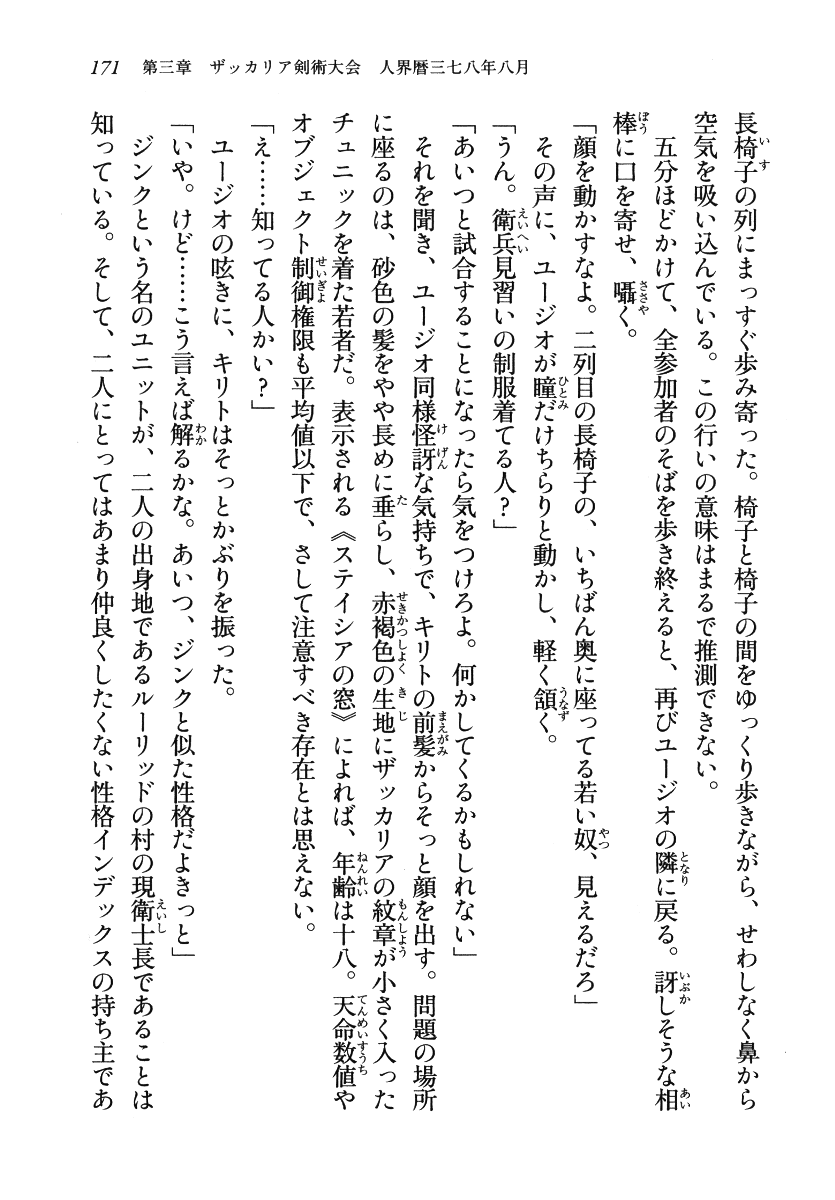 171　第三章　ザッカリア剣術大会　人界暦三七八年八月
長椅子の列にまっすぐ歩み寄った。椅子と椅子の間をゆっくり歩きながら、せわしなく鼻から
空気を吸い込んでいる。この行いの意味はまるで推測できない。
　五分ほどかけて、全参加者のそばを歩き終えると、再びユージオの隣に戻る。訝しそうな相
棒に口を寄せ、囁く。
「顔を動かすなよ。二列目の長椅子の、いちばん奥に座ってる若い奴、見えるだろ」
　その声に、ユージオが瞳だけちらりと動かし、軽く頷く。
「うん。衛兵見習いの制服着てる人？」
「あいつと試合することになったら気をつけろよ。何かしてくるかもしれない」
　それを聞き、ユージオ同様怪訝な気持ちで、キリトの前髪からそっと顔を出す。問題の場所
に座るのは、砂色の髪をやや長めに垂らし、赤褐色の生地にザッカリアの紋章が小さく入った
チュニックを着た若者だ。表示される《ステイシアの窓》によれば、年齢は十八。天命数値や
オブジェクト制御権限も平均値以下で、さして注意すべき存在とは思えない。
「え……知ってる人かい？」
　ユージオの呟きに、キリトはそっとかぶりを振った。
「いや。けど……こう言えば解るかな。あいつ、ジンクと似た性格だよきっと」
　ジンクという名のユニットが、二人の出身地であるルーリッドの村の現衛士長であることは
知っている。そして、二人にとってはあまり仲良くしたくない性格インデックスの持ち主であ